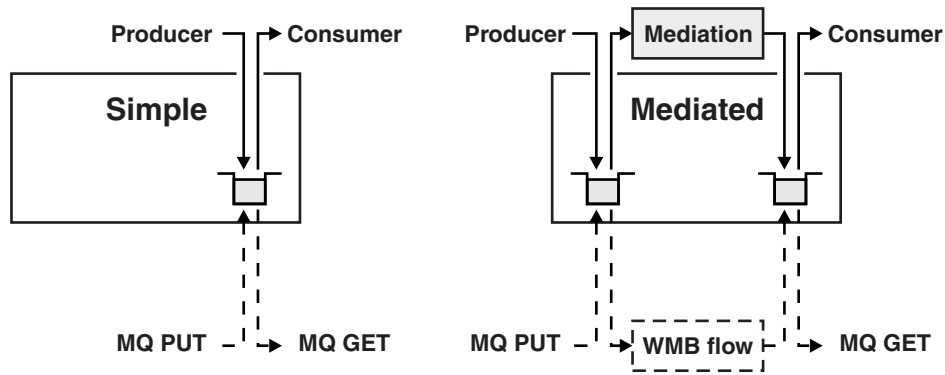 Producer
Consumer
Simple
MQ PUT
MQ GET
Producer
Mediation
Consumer
Mediated
MQ PUT
WMB flow
MQ GET